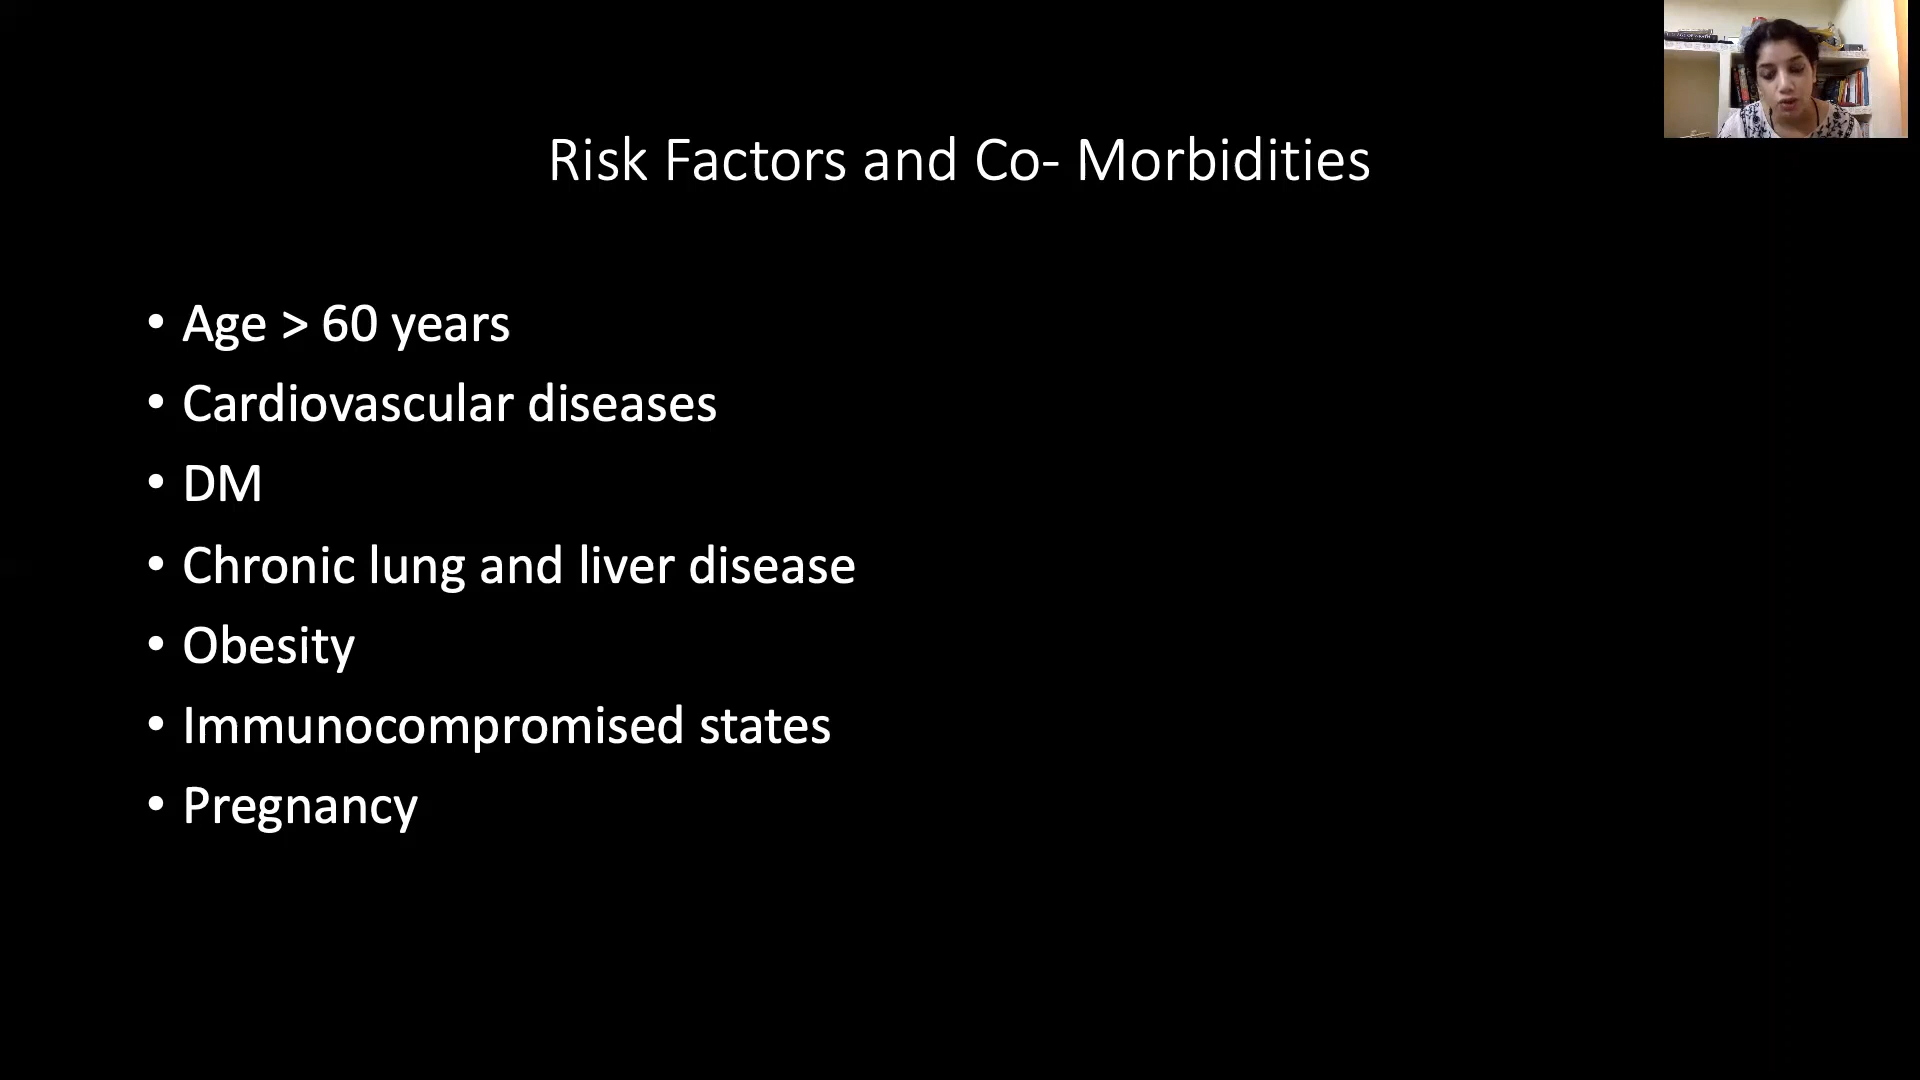 Risk Factors and Co- Morbidities
• Age > 60 years
• Cardiovascular diseases
• DM
• Chronic lung and liver disease
• Obesity
• Immunocompromised states
• Pregnancy